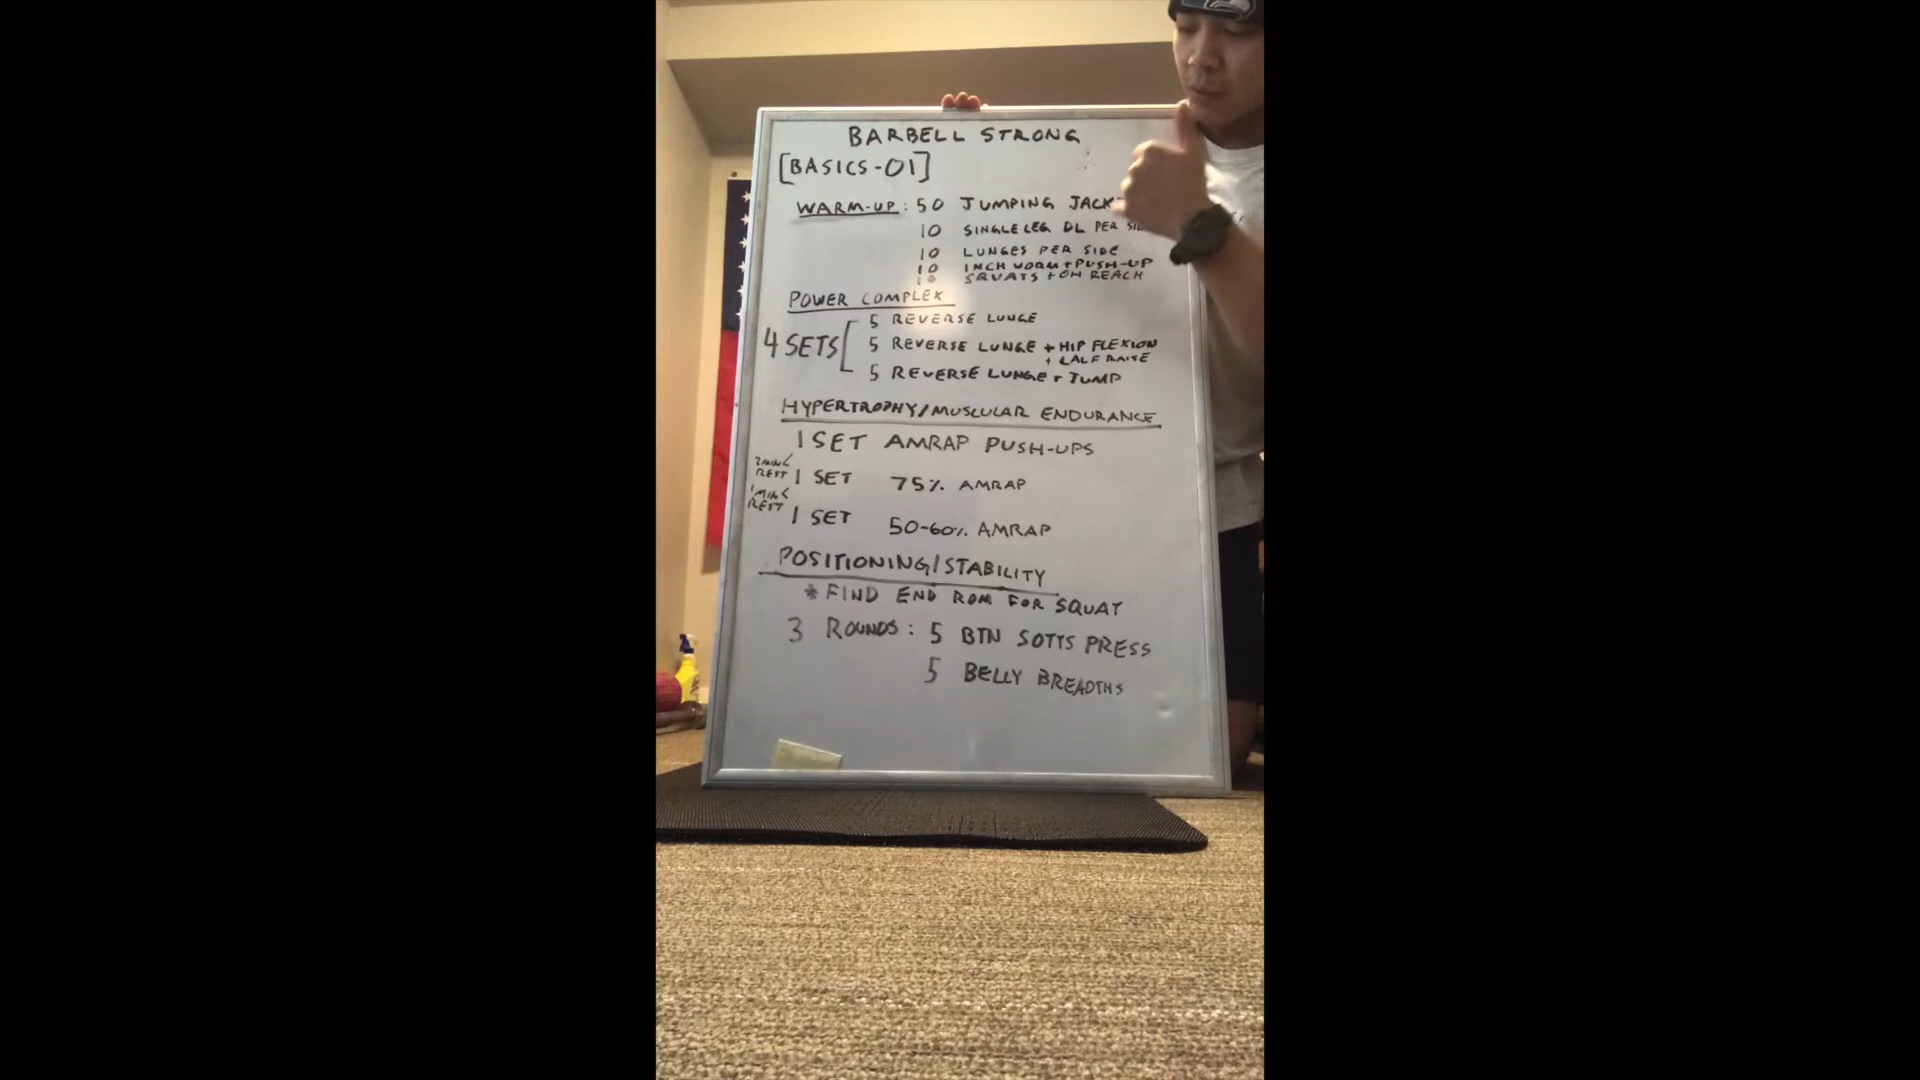 BARBELL STRONG
[BASICS-01]
WARM-UP: 50 JUMPING JACK
10 SINGLE LEG DL PER SI
10 LUNGES PER SIDE
10 INCH WORM + PUSH-UP
10 SQUATS + OH REACH
POWER COMPLEX
4 SETS
5 REVERSE LUNGE
5 REVERSE LUNGE + HIP FLEXION
+ CALF RAISE
5 REVERSE LUNGE + JUMP
HYPERTROPHY/MUSCULAR ENDURANCE
1 SET AMRAP PUSH-UPS
2 MIN REST
1 SET 75% AMRAP
1 MIN REST
1 SET 50-60% AMRAP
POSITIONING/STABILITY
* FIND END ROM FOR SQUAT
3 ROUNDS: 5 BTN SOTTS PRESS
5 BELLY BREADTHS